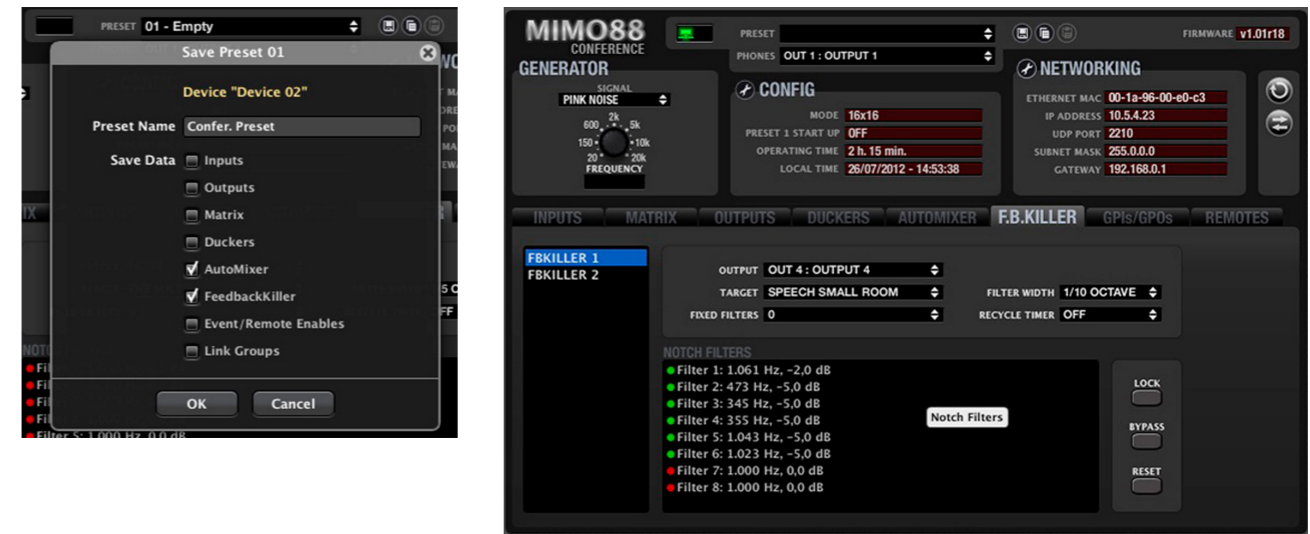 PRESET 01 - Empty
Save Preset 01
Device "Device 02"
Preset Name Confer. Preset
Save Data Inputs
Outputs
Matrix
Duckers
AutoMixer
FeedbackKiller
Event/Remote Enables
Link Groups
OK Cancel
Filter 5: 1.000 Hz, 0,0 dB
MIMO88
CONFERENCE
PRESET
PHONES OUT 1 : OUTPUT 1
FIRMWARE v1.01r18
GENERATOR
SIGNAL
PINK NOISE
600 2k 5k
150 10k
20 20k
FREQUENCY
CONFIG
MODE 16x16
PRESET 1 START UP OFF
OPERATING TIME 2 h. 15 min.
LOCAL TIME 26/07/2012 - 14:53:38
NETWORKING
ETHERNET MAC 00-1a-96-00-e0-c3
IP ADDRESS 10.5.4.23
UDP PORT 2210
SUBNET MASK 255.0.0.0
GATEWAY 192.168.0.1
INPUTS MATRIX OUTPUTS DUCKERS AUTOMIXER F.B.KILLER GPIs/GPOs REMOTES
FBKILLER 1
FBKILLER 2
OUTPUT OUT 4 : OUTPUT 4
TARGET SPEECH SMALL ROOM FILTER WIDTH 1/10 OCTAVE
FIXED FILTERS 0 RECYCLE TIMER OFF
NOTCH FILTERS
Filter 1: 1.061 Hz, -2,0 dB
Filter 2: 473 Hz, -5,0 dB
Filter 3: 345 Hz, -5,0 dB
Filter 4: 355 Hz, -5,0 dB
Filter 5: 1.043 Hz, -5,0 dB
Filter 6: 1.023 Hz, -5,0 dB
Filter 7: 1.000 Hz, 0,0 dB
Filter 8: 1.000 Hz, 0,0 dB
Notch Filters
LOCK
BYPASS
RESET